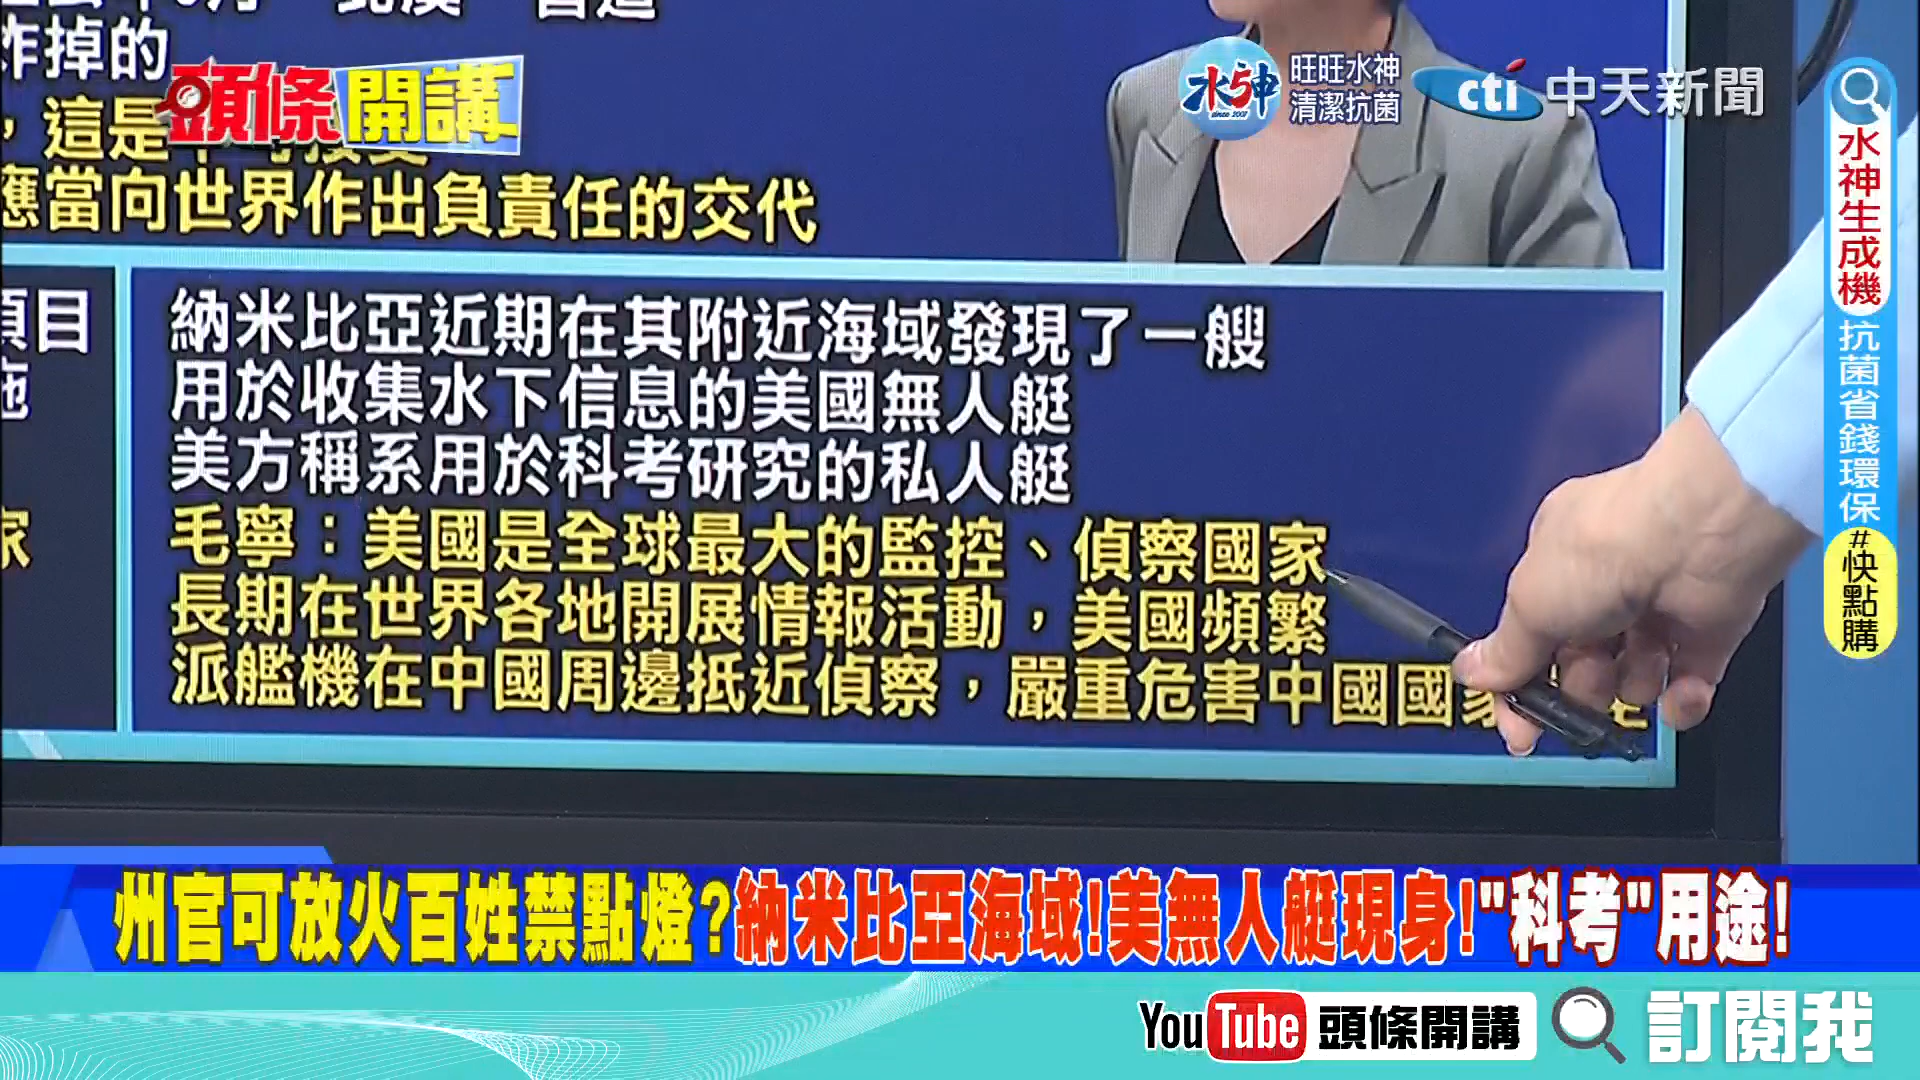 炸掉的
頭條開講
，這是
應當向世界作出負責任的交代
水神
since 2007
旺旺水神
清潔抗菌
cti 中天新聞
項目
施
家
納米比亞近期在其附近海域發現了一艘
用於收集水下信息的美國無人艇
美方稱系用於科考研究的私人艇
毛寧：美國是全球最大的監控、偵察國家
長期在世界各地開展情報活動，美國頻繁
派艦機在中國周邊抵近偵察，嚴重危害中國國家
水神生成機
抗菌省錢環保
#快點購
州官可放火百姓禁點燈?納米比亞海域!美無人艇現身!"科考"用途!
YouTube 頭條開講 訂閱我